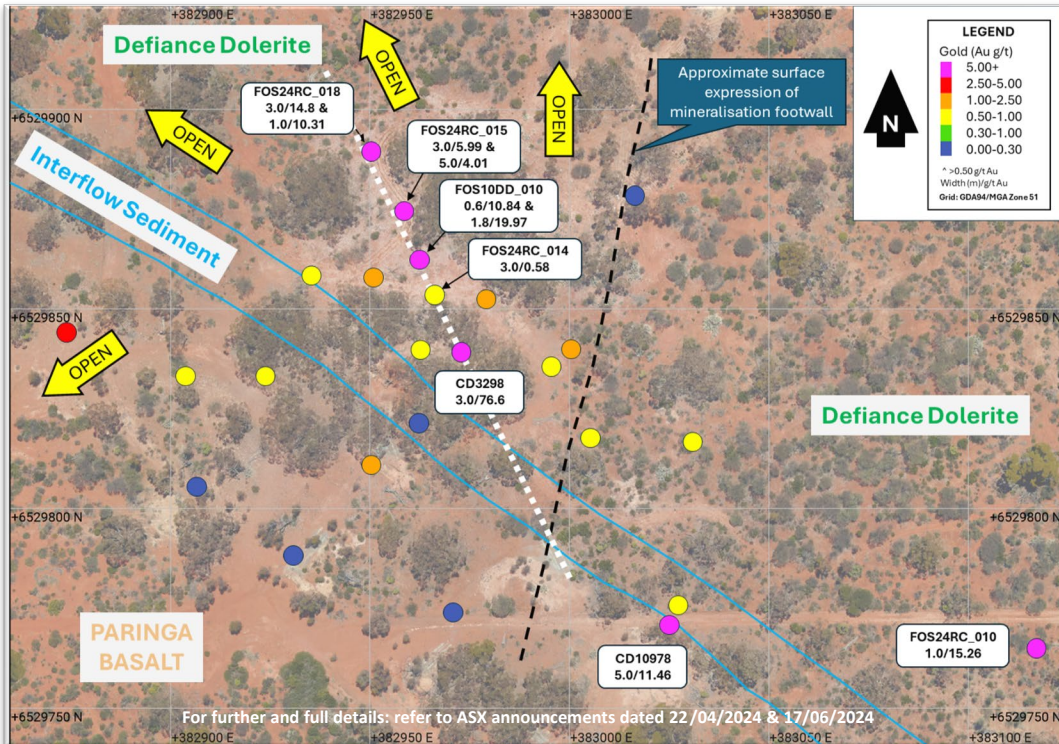 +382900 E
+382950 E
+383000 E
+383050 E
Defiance Dolerite
OPEN
OPEN
OPEN
FOS24RC_018
3.0/14.8 &
1.0/10.31
Approximate surface
expression of
mineralisation footwall
LEGEND
Gold (Au g/t)
5.00+
2.50-5.00
1.00-2.50
0.50-1.00
0.30-1.00
0.00-0.30
^ >0.50 g/t Au
Width (m)/g/t Au
Grid: GDA94/MGA Zone 51
N
+6529900 N
FOS24RC_015
3.0/5.99 &
5.0/4.01
FOS10DD_010
0.6/10.84 &
1.8/19.97
Interflow Sediment
FOS24RC_014
3.0/0.58
+6529850 N
+6529850 N
OPEN
CD3298
3.0/76.6
Defiance Dolerite
+6529800 N
+6529800 N
PARINGA
BASALT
CD10978
5.0/11.46
FOS24RC_010
1.0/15.26
+6529750 N
+6529750 N
For further and full details: refer to ASX announcements dated 22/04/2024 & 17/06/2024
+382900 E
+382950 E
+383000 E
+383050 E
+383100 E